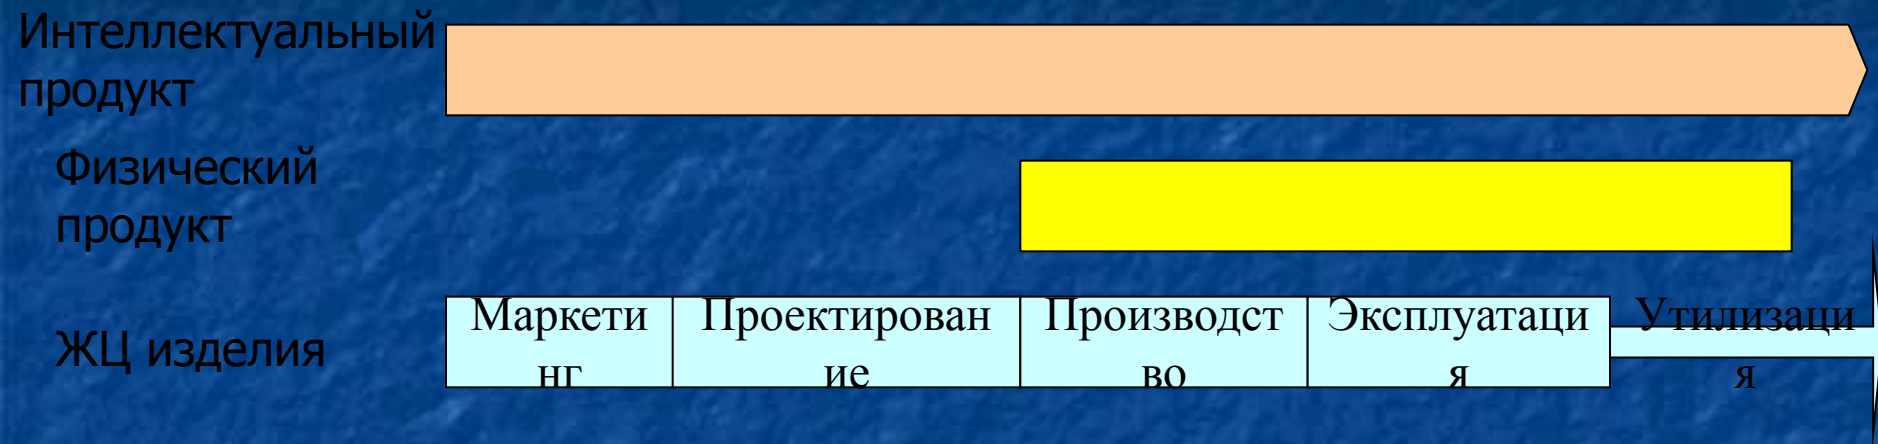 Интеллектуальный
продукт
Физический
продукт
ЖЦ изделия
Маркети
нг
Проектирован
ие
Производст
во
Эксплуатаци
я
Утилизаци
я